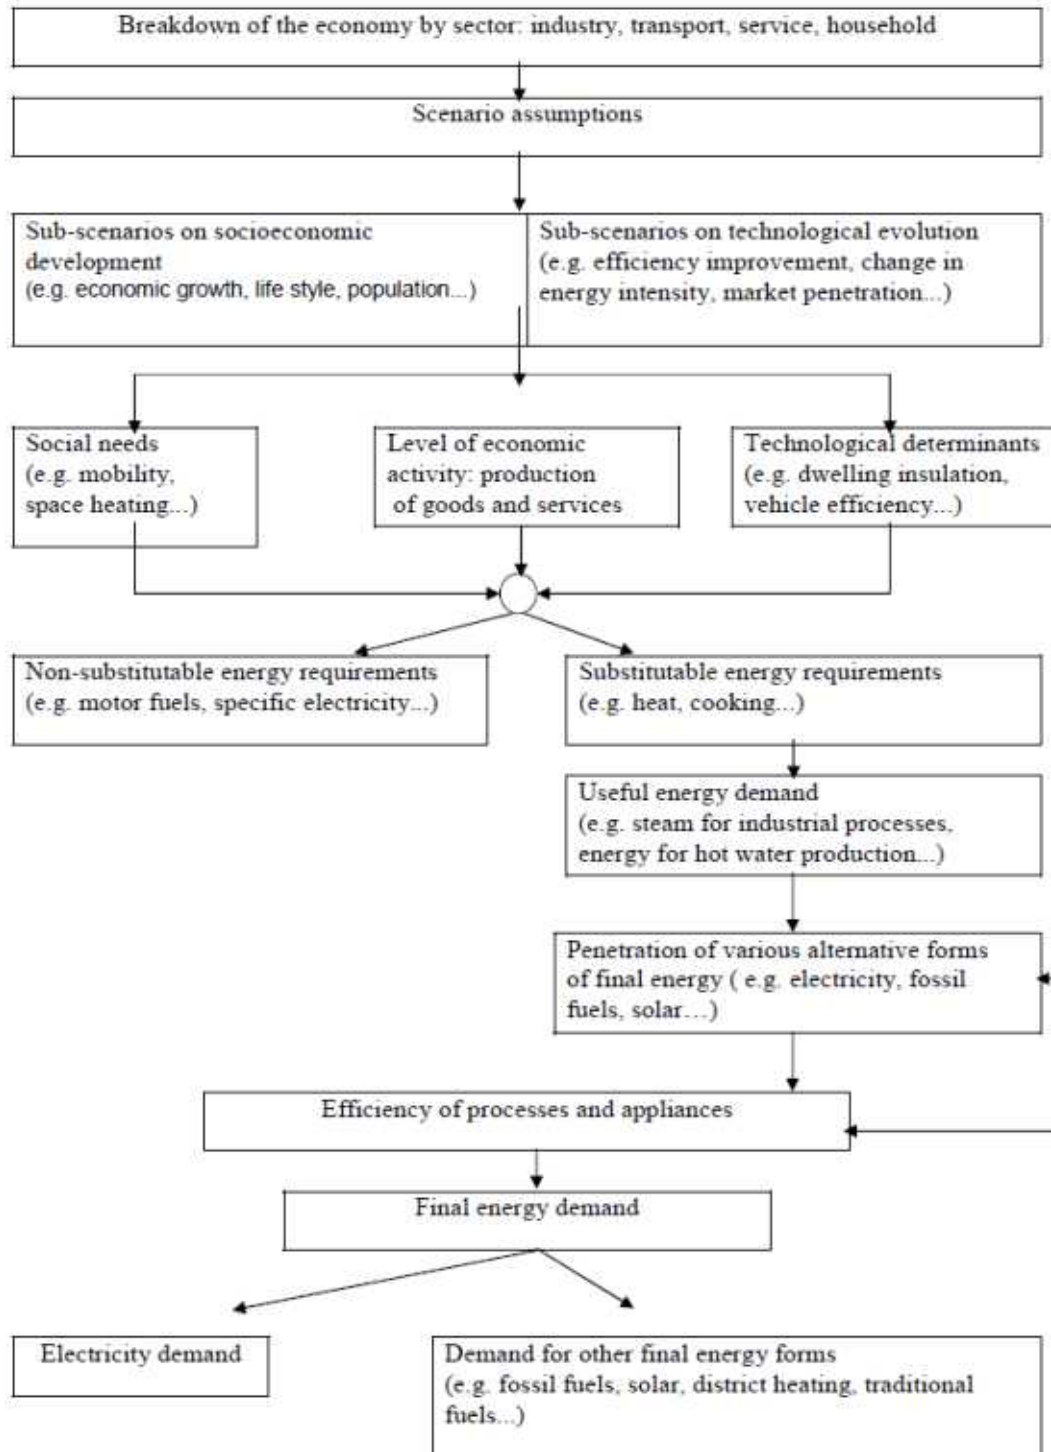 Breakdown of the economy by sector: industry, transport, service, household
Scenario assumptions
Sub-scenarios on socioeconomic
development
(e.g. economic growth, life style, population...)
Sub-scenarios on technological evolution
(e.g. efficiency improvement, change in
energy intensity, market penetration...)
Social needs
(e.g. mobility,
space heating...)
Level of economic
activity: production
of goods and services
Technological determinants
(e.g. dwelling insulation,
vehicle efficiency...)
Non-substitutable energy requirements
(e.g. motor fuels, specific electricity...)
Substitutable energy requirements
(e.g. heat, cooking...)
Useful energy demand
(e.g. steam for industrial processes,
energy for hot water production...)
Penetration of various alternative forms
of final energy ( e.g. electricity, fossil
fuels, solar…)
Efficiency of processes and appliances
Final energy demand
Electricity demand
Demand for other final energy forms
(e.g. fossil fuels, solar, district heating, traditional
fuels...)